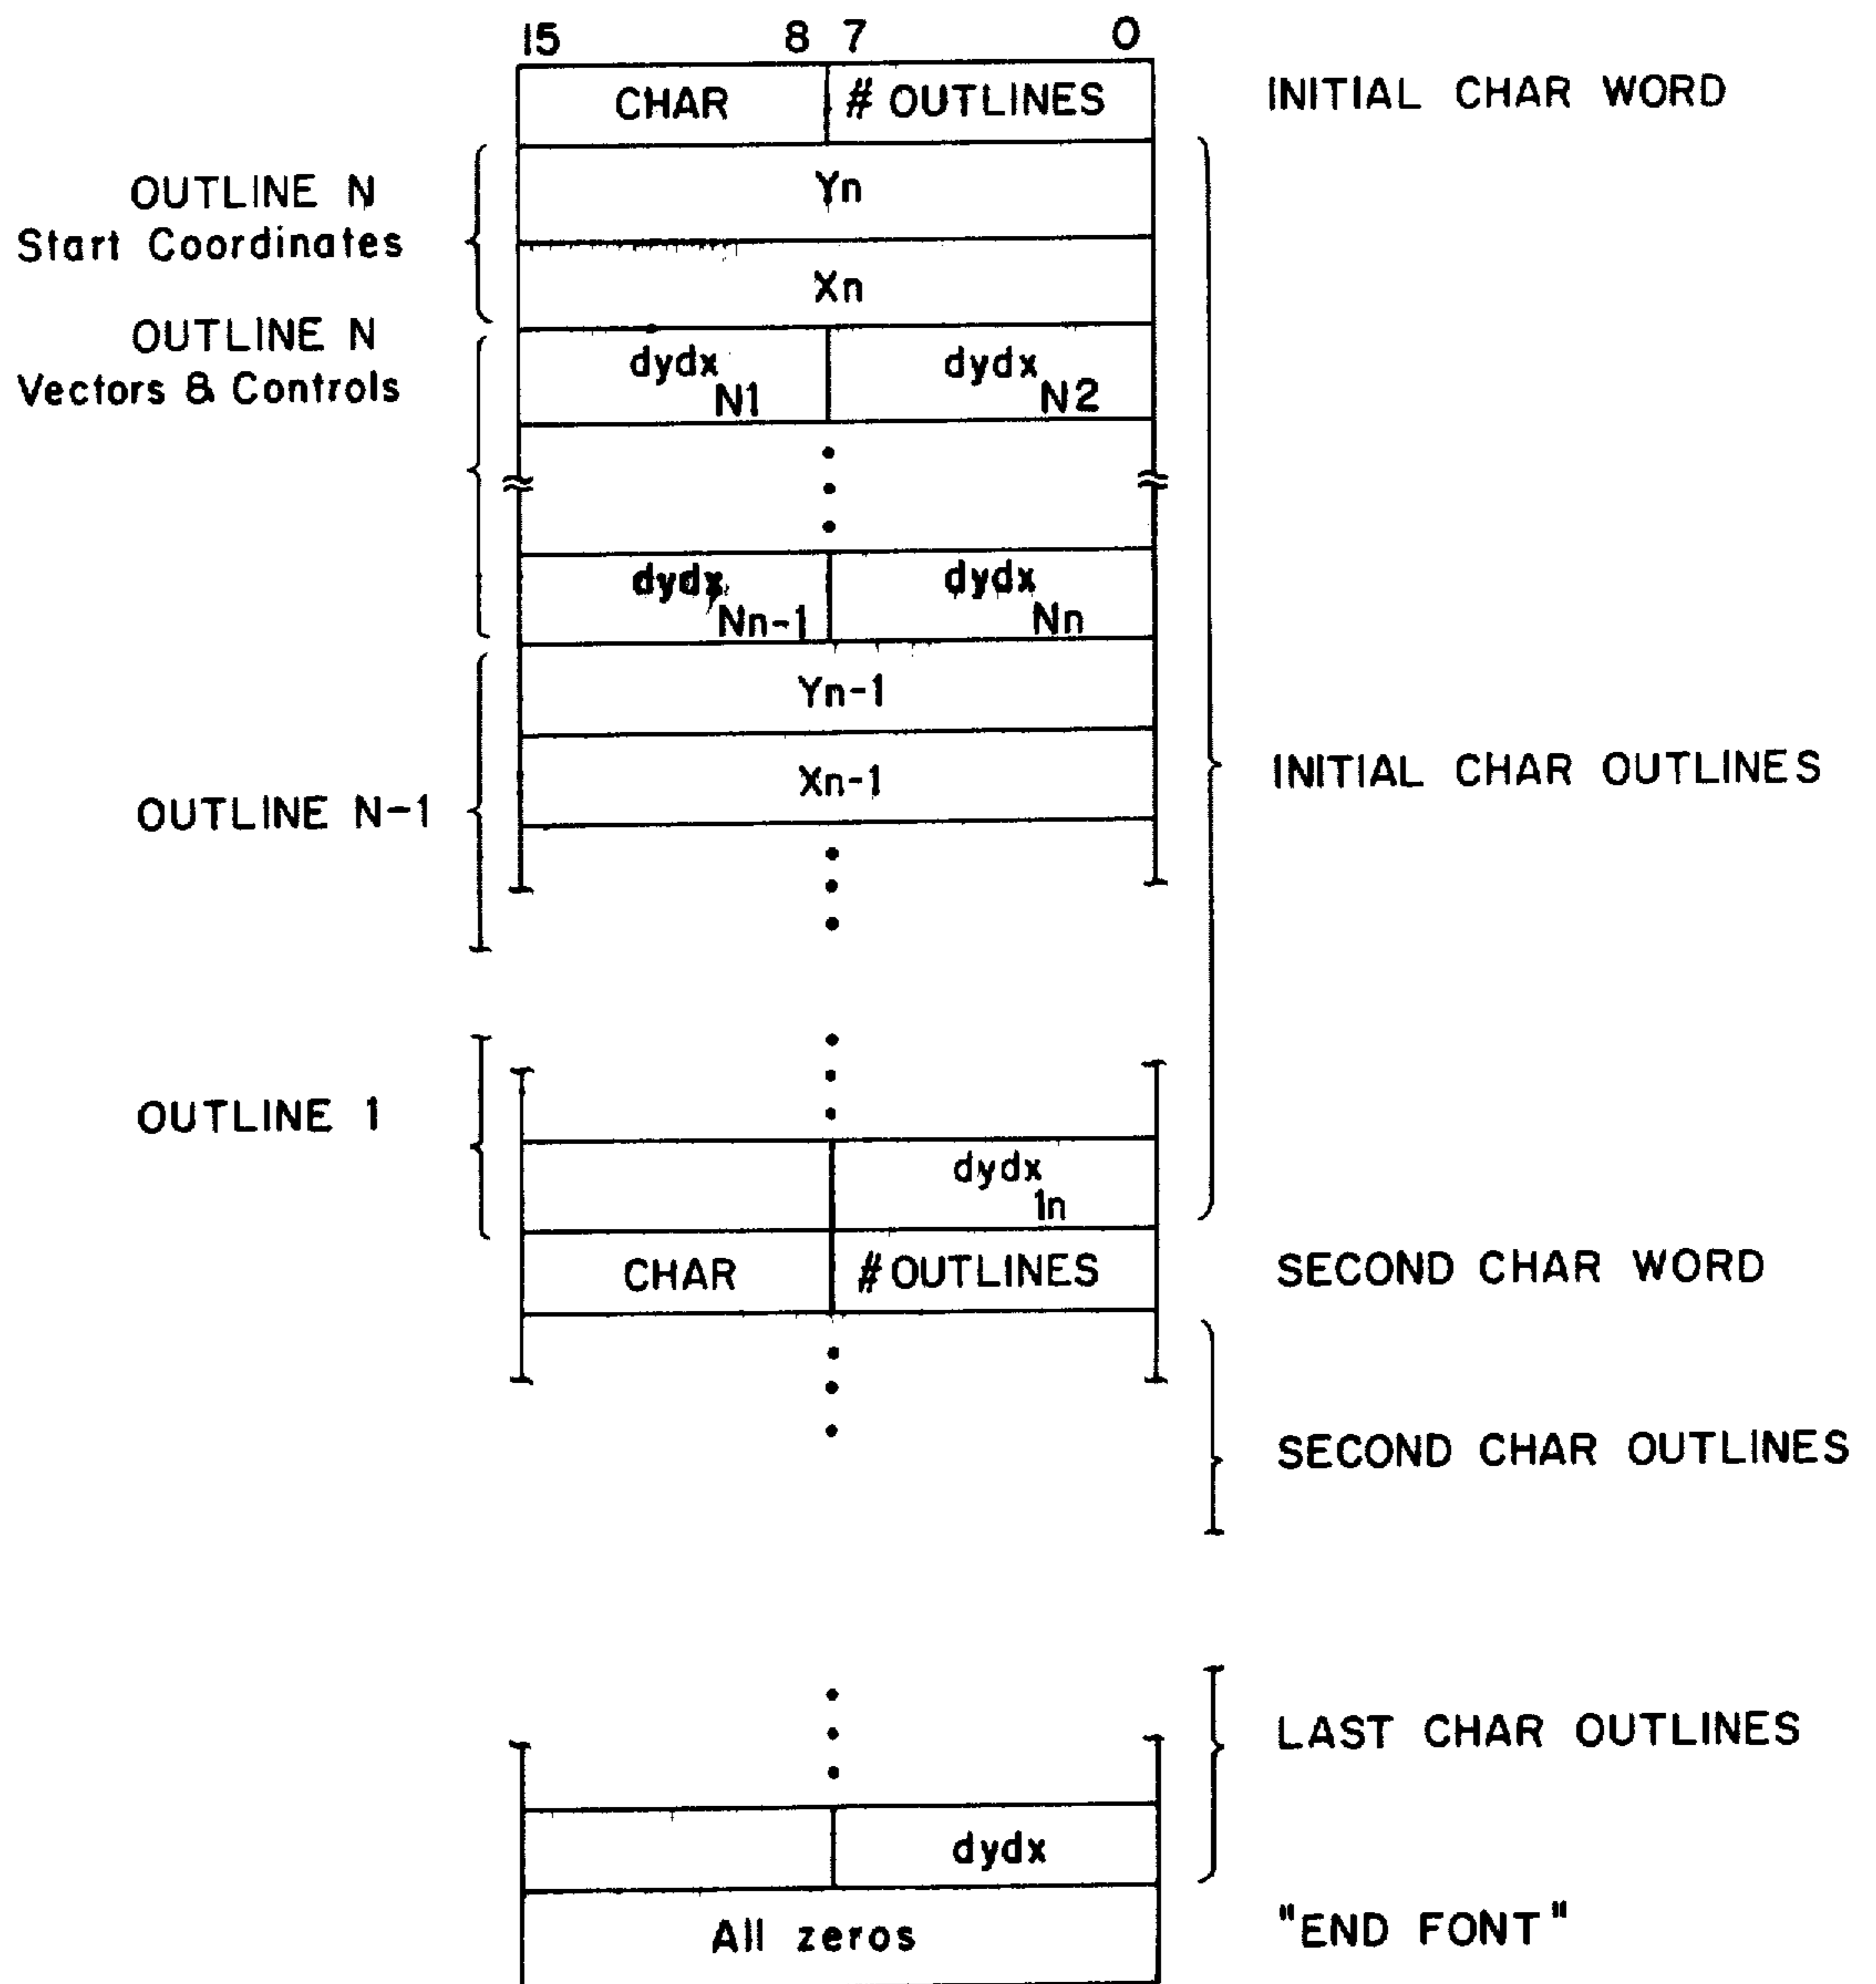 15 8 7 0
CHAR # OUTLINES INITIAL CHAR WORD
Yn
OUTLINE N
Start Coordinates
Xn
OUTLINE N
Vectors & Controls
dydx N1 dydx N2
dydx Nn-1 dydx Nn
Yn-1
Xn-1
INITIAL CHAR OUTLINES
OUTLINE N-1
OUTLINE 1
dydx 1n
CHAR #OUTLINES SECOND CHAR WORD
SECOND CHAR OUTLINES
LAST CHAR OUTLINES
dydx
All zeros "END FONT"